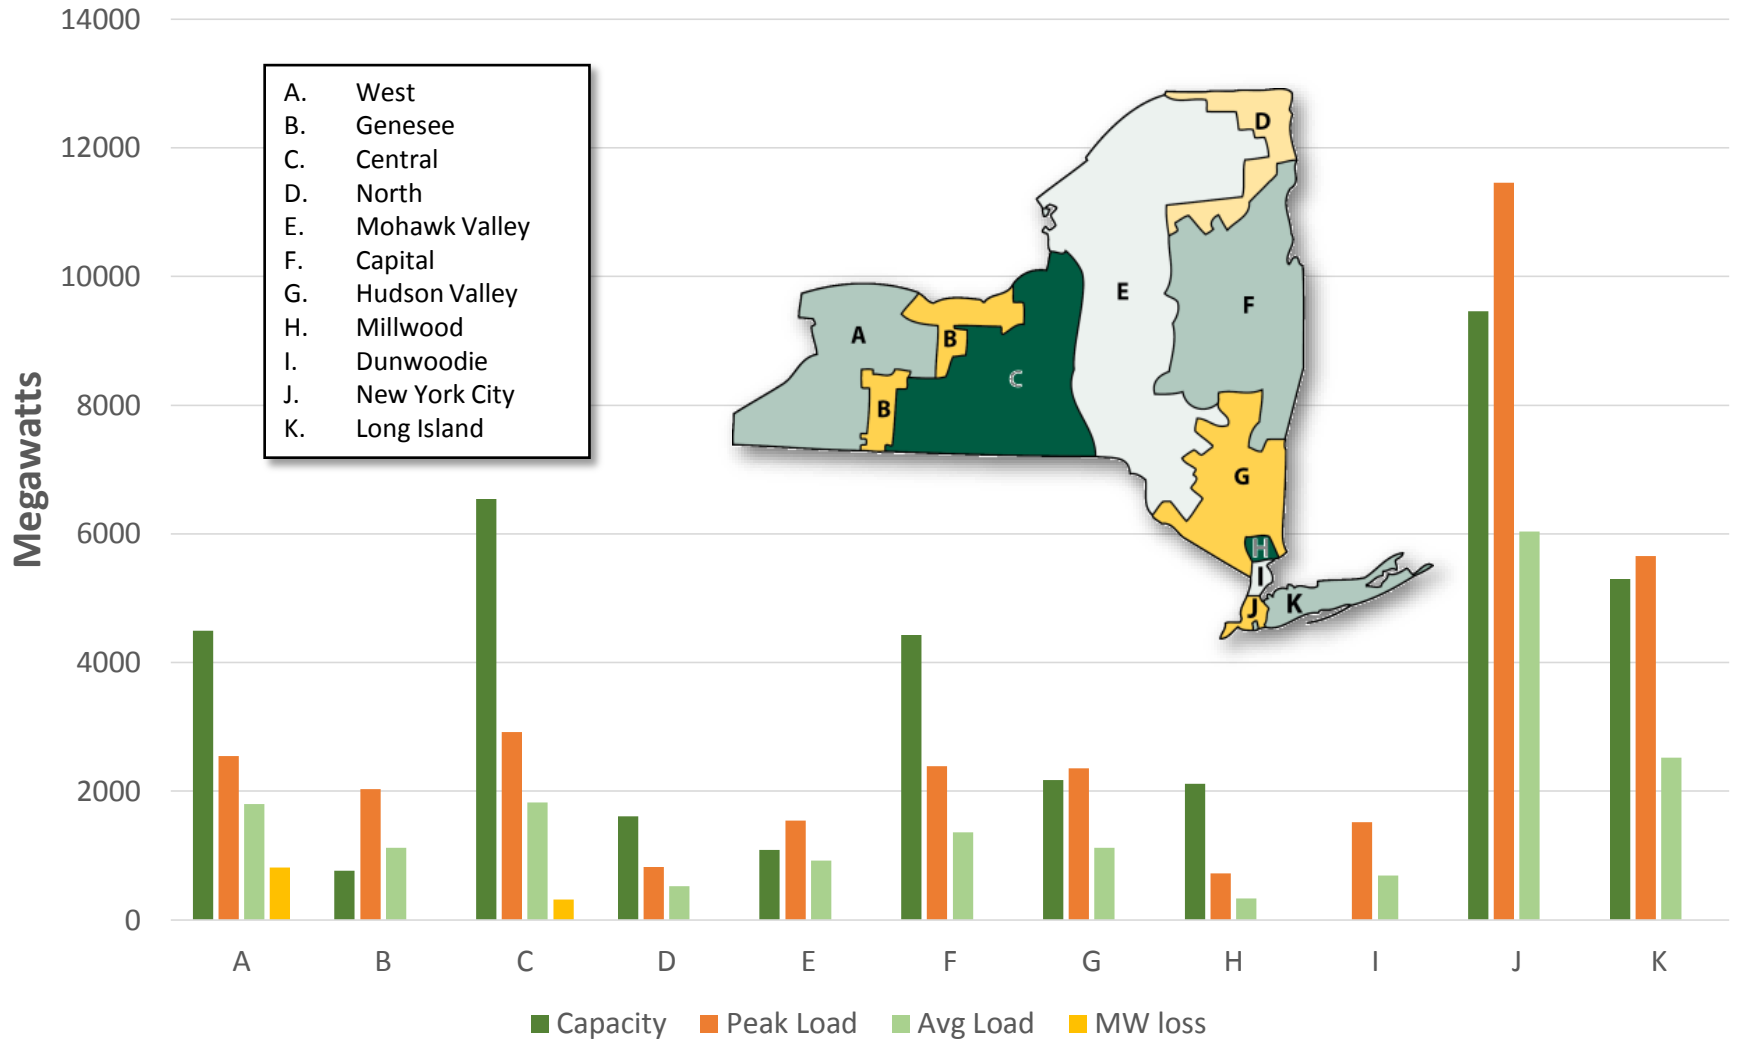 14000
12000
10000
8000
6000
4000
2000
0
Megawatts
A. West
B. Genesee
C. Central
D. North
E. Mohawk Valley
F. Capital
G. Hudson Valley
H. Millwood
I. Dunwoodie
J. New York City
K. Long Island
D
E
F
A
B
C
B
G
H
I
J
K
A B C D E F G H I J K
Capacity Peak Load Avg Load MW loss